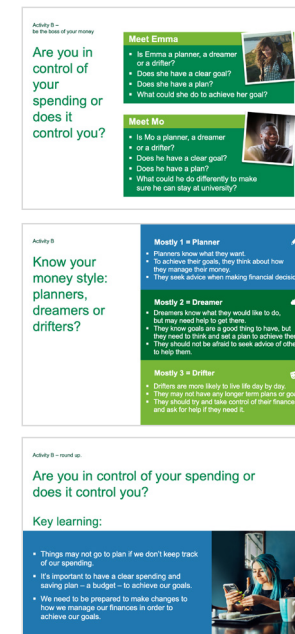 Activity B –
be the boss of your money
Are you in
control of
your
spending or
does it
control you?
Meet Emma
▪ Is Emma a planner, a dreamer
or a drifter?
▪ Does she have a clear goal?
▪ Does she have a plan?
▪ What could she do to achieve her goal?
Meet Mo
▪ Is Mo a planner, a dreamer
▪ or a drifter?
▪ Does he have a clear goal?
▪ Does he have a plan?
▪ What could he do differently to make
sure he can stay at university?
Activity B
Know your
money style:
planners,
dreamers or
drifters?
Mostly 1 = Planner
▪ Planners know what they want.
▪ To achieve their goals, they think about how
they manage their money.
▪ They seek advice when making financial
Mostly 2 = Dreamer
▪ Dreamers know what they would like to do,
but may need help to get there.
▪ They know goals are a good thing to have, but
they need to think and set a plan to achieve
▪ They should not be afraid to seek advice of
to help them.
Mostly 3 = Drifter
▪ Drifters are more likely to live life day by day.
▪ They may not have any longer term plans or
▪ They should try and take control of their
and ask for help if they need it.
Activity B – round up.
Are you in control of your spending or
does it control you?
Key learning:
▪ Things may not go to plan if we don't keep track
of our spending.
▪ It's important to have a clear spending and
saving plan – a budget – to achieve our goals.
▪ We need to be prepared to make changes to
how we manage our finances in order to
achieve our goals.